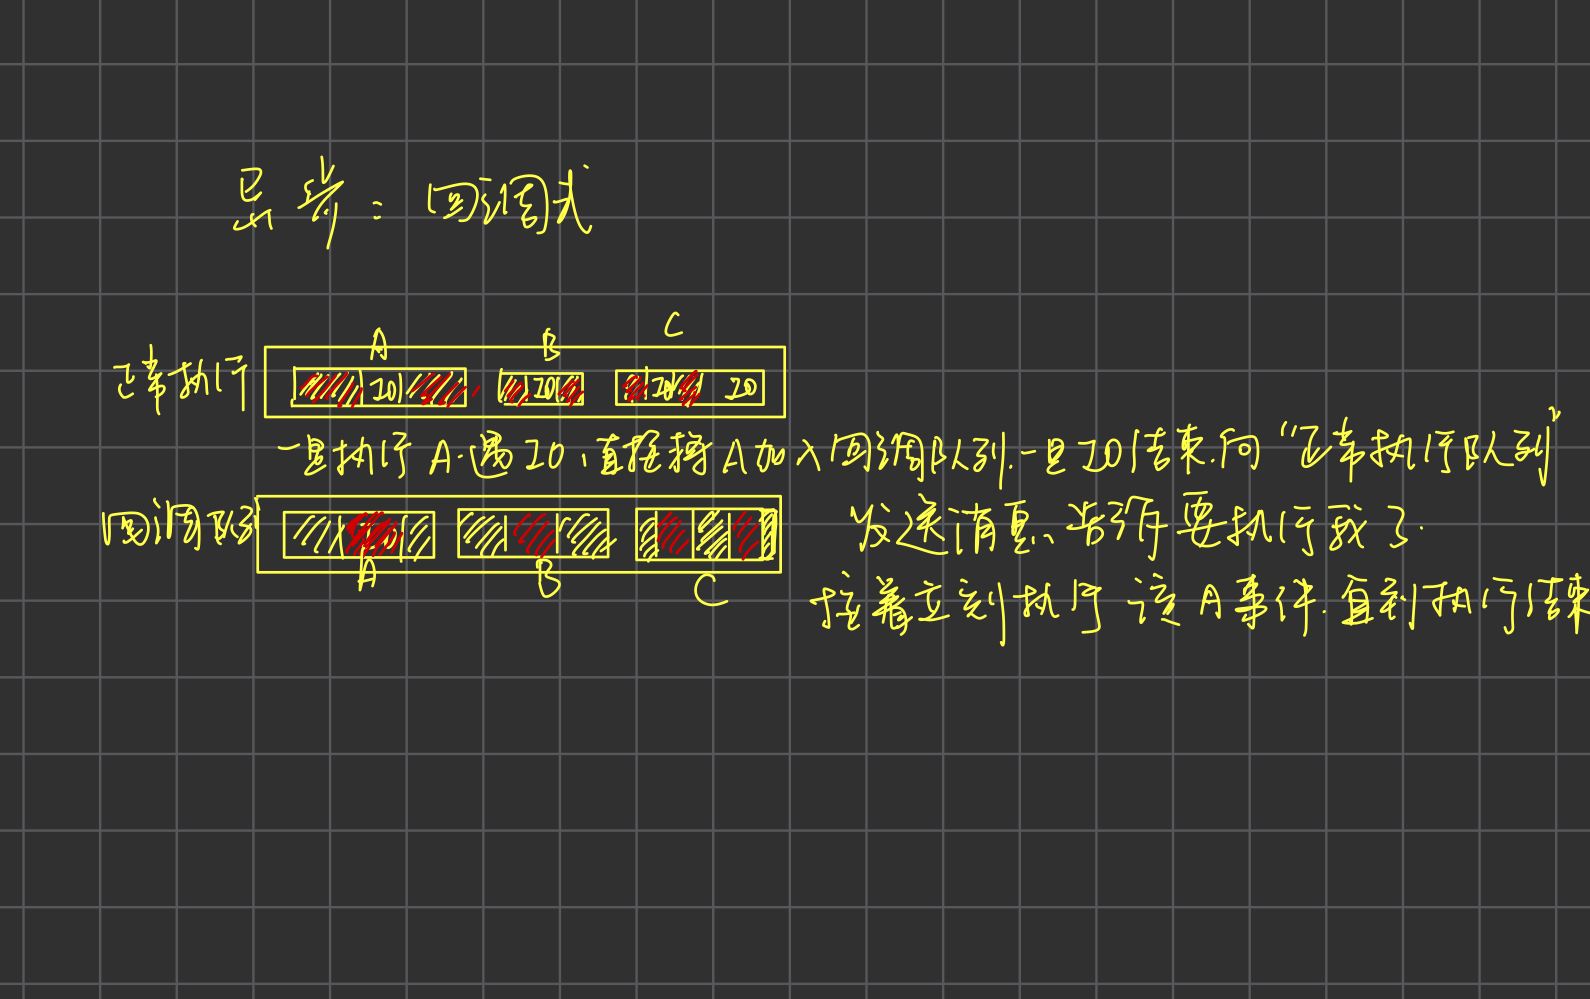 异步：回调式
A B C
正常执行 IO IO IO IO
一旦执行A.遇IO、直接将A加入回调队列.一旦IO结束.向“正常执行队列”
回调队列 IO 发送消息、告诉要执行我了.
A B C 接着立刻执行该A事件.直到执行结束